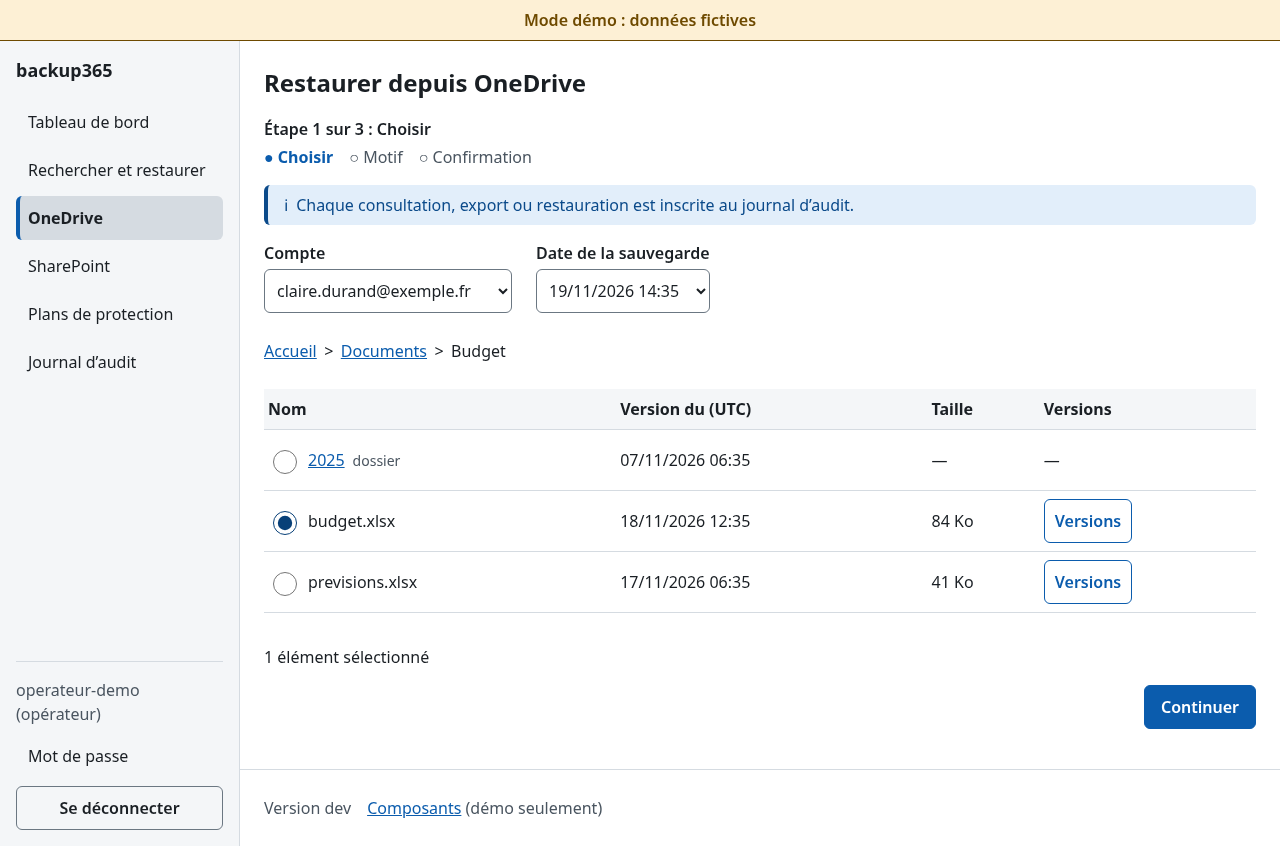 Mode démo : données fictives
backup365
Tableau de bord
Rechercher et restaurer
OneDrive
SharePoint
Plans de protection
Journal d’audit
operateur-demo
(opérateur)
Mot de passe
Se déconnecter
Restaurer depuis OneDrive
Étape 1 sur 3 : Choisir
● Choisir ○ Motif ○ Confirmation
i Chaque consultation, export ou restauration est inscrite au journal d’audit.
Compte Date de la sauvegarde
claire.durand@exemple.fr 19/11/2026 14:35
Accueil > Documents > Budget
Nom Version du (UTC) Taille Versions
2025 dossier 07/11/2026 06:35 — —
budget.xlsx 18/11/2026 12:35 84 Ko Versions
previsions.xlsx 17/11/2026 06:35 41 Ko Versions
1 élément sélectionné
Continuer
Version dev Composants (démo seulement)